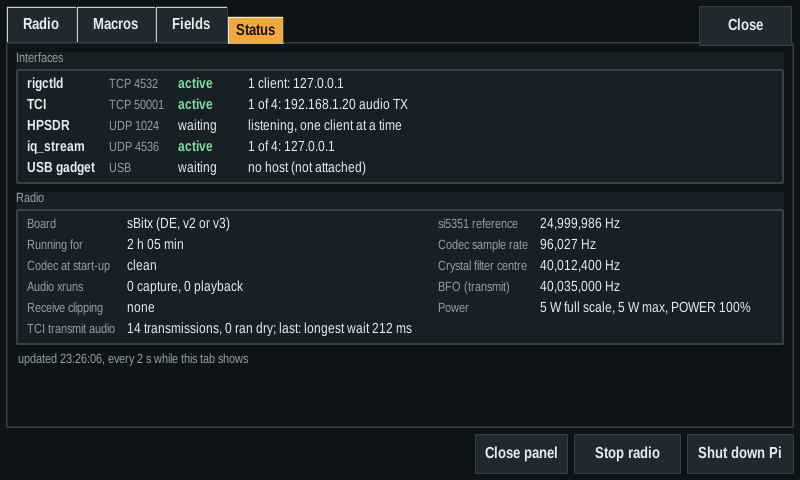 Radio Macros Fields Status Close
Interfaces
rigctld TCP 4532 active 1 client: 127.0.0.1
TCI TCP 50001 active 1 of 4: 192.168.1.20 audio TX
HPSDR UDP 1024 waiting listening, one client at a time
iq_stream UDP 4536 active 1 of 4: 127.0.0.1
USB gadget USB waiting no host (not attached)
Radio
Board sBitx (DE, v2 or v3) si5351 reference 24,999,986 Hz
Running for 2 h 05 min Codec sample rate 96,027 Hz
Codec at start-up clean Crystal filter centre 40,012,400 Hz
Audio xruns 0 capture, 0 playback BFO (transmit) 40,035,000 Hz
Receive clipping none Power 5 W full scale, 5 W max, POWER 100%
TCI transmit audio 14 transmissions, 0 ran dry; last: longest wait 212 ms
updated 23:26:06, every 2 s while this tab shows
Close panel Stop radio Shut down Pi